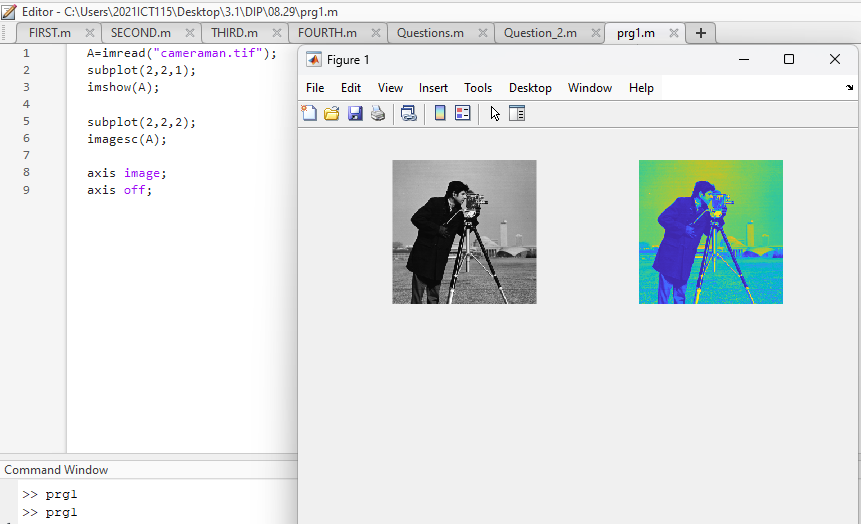 Editor - C:\Users\2021ICT115\Desktop\3.1\DIP\08.29\prg1.m
FIRST.m SECOND.m THIRD.m FOURTH.m Questions.m Question_2.m prg1.m
1 A=imread("cameraman.tif");
2 subplot(2,2,1);
3 imshow(A);
4
5 subplot(2,2,2);
6 imagesc(A);
7
8 axis image;
9 axis off;
Figure 1
File Edit View Insert Tools Desktop Window Help
Command Window
>> prg1
>> prg1